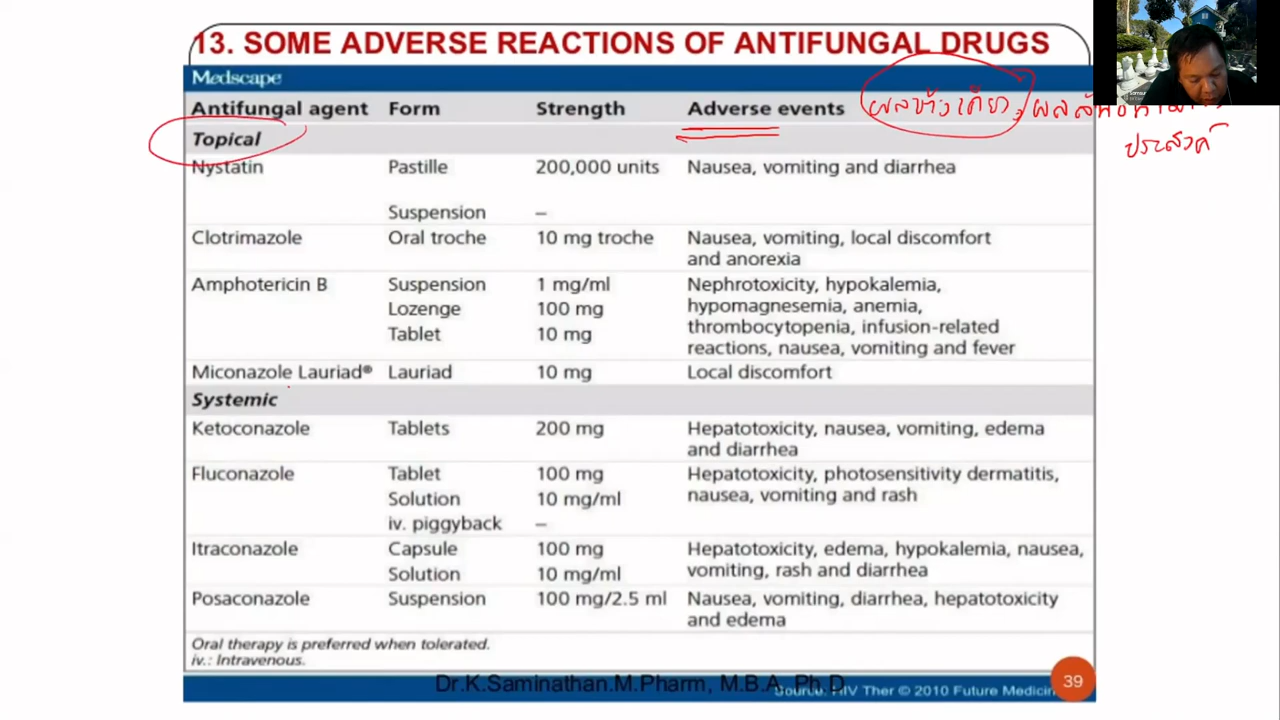 13. SOME ADVERSE REACTIONS OF ANTIFUNGAL DRUGS
Medscape
Antifungal agent Form Strength Adverse events ผลข้างเคียง,
ประสงค์
Topical
Nystatin Pastille 200,000 units Nausea, vomiting and diarrhea
Suspension –
Clotrimazole Oral troche 10 mg troche Nausea, vomiting, local discomfort
and anorexia
Amphotericin B Suspension 1 mg/ml Nephrotoxicity, hypokalemia,
Lozenge 100 mg hypomagnesemia, anemia,
Tablet 10 mg thrombocytopenia, infusion-related
reactions, nausea, vomiting and fever
Miconazole Lauriad® Lauriad 10 mg Local discomfort
Systemic
Ketoconazole Tablets 200 mg Hepatotoxicity, nausea, vomiting, edema
and diarrhea
Fluconazole Tablet 100 mg Hepatotoxicity, photosensitivity dermatitis,
Solution 10 mg/ml nausea, vomiting and rash
iv. piggyback –
Itraconazole Capsule 100 mg Hepatotoxicity, edema, hypokalemia, nausea,
Solution 10 mg/ml vomiting, rash and diarrhea
Posaconazole Suspension 100 mg/2.5 ml Nausea, vomiting, diarrhea, hepatotoxicity
and edema
Oral therapy is preferred when tolerated.
iv.: Intravenous.
Dr.K.Saminathan.M.Pharm, M.B.A, Ph.D
Source: HIV Ther © 2010 Future Medicin
39